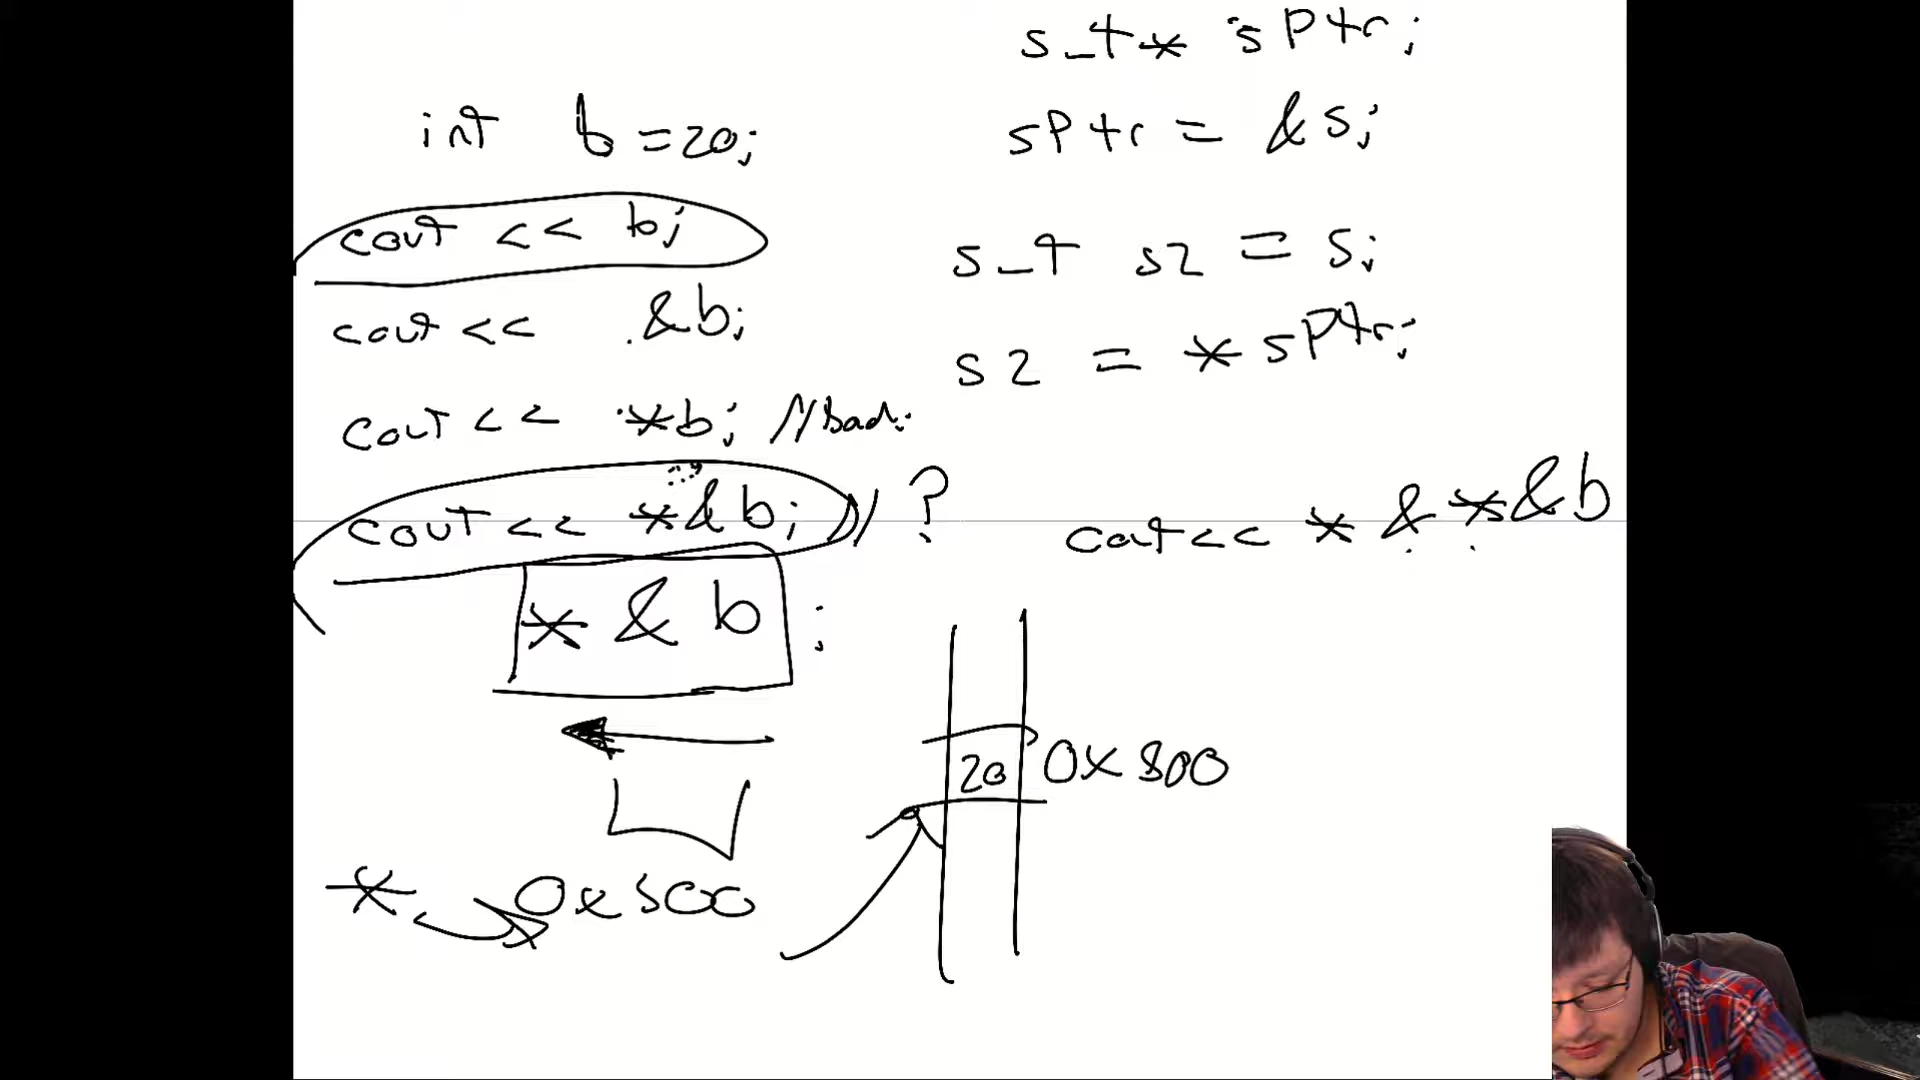 int b = 20;
cout << b;
cout << &b;
cout << *b; //bad.
cout << *&b; // ?
* & b ;
* 0x800
s_t* sPtr;
sPtr = &s;
s_t s2 = s;
s2 = *sPtr;
cout<< * & *&b
20 0x800